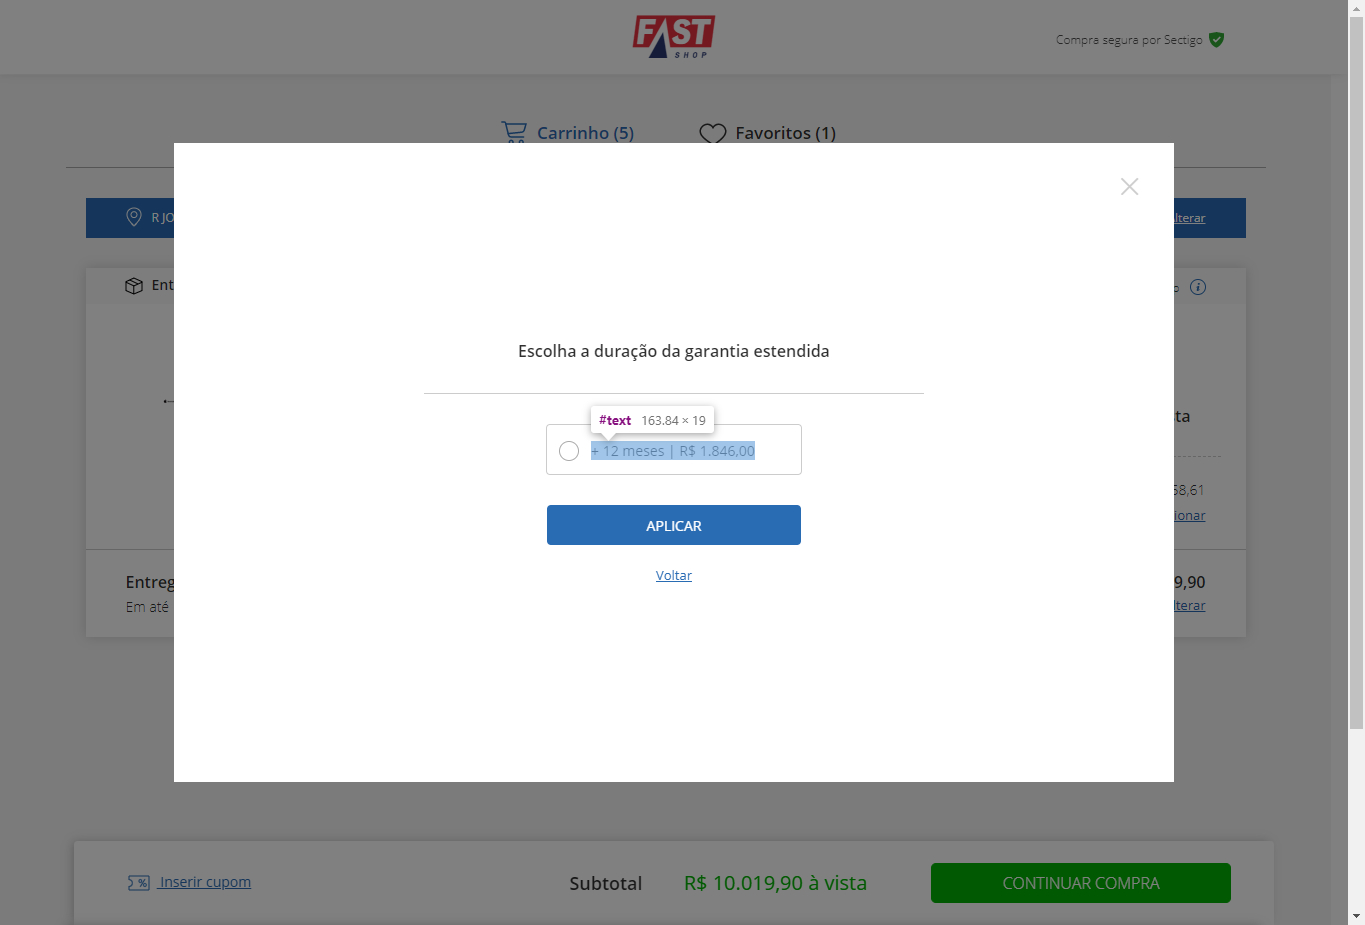 FAST
SHOP
Compra segura por Sectigo
Carrinho (5)
Favoritos (1)
R JO
lterar
Ent
o
Escolha a duração da garantia estendida
ta
#text 163.84 × 19
+ 12 meses | R$ 1.846,00
58,61
ionar
APLICAR
Voltar
Entreg
9,90
Em até
lterar
%
Inserir cupom
Subtotal
R$ 10.019,90 à vista
CONTINUAR COMPRA